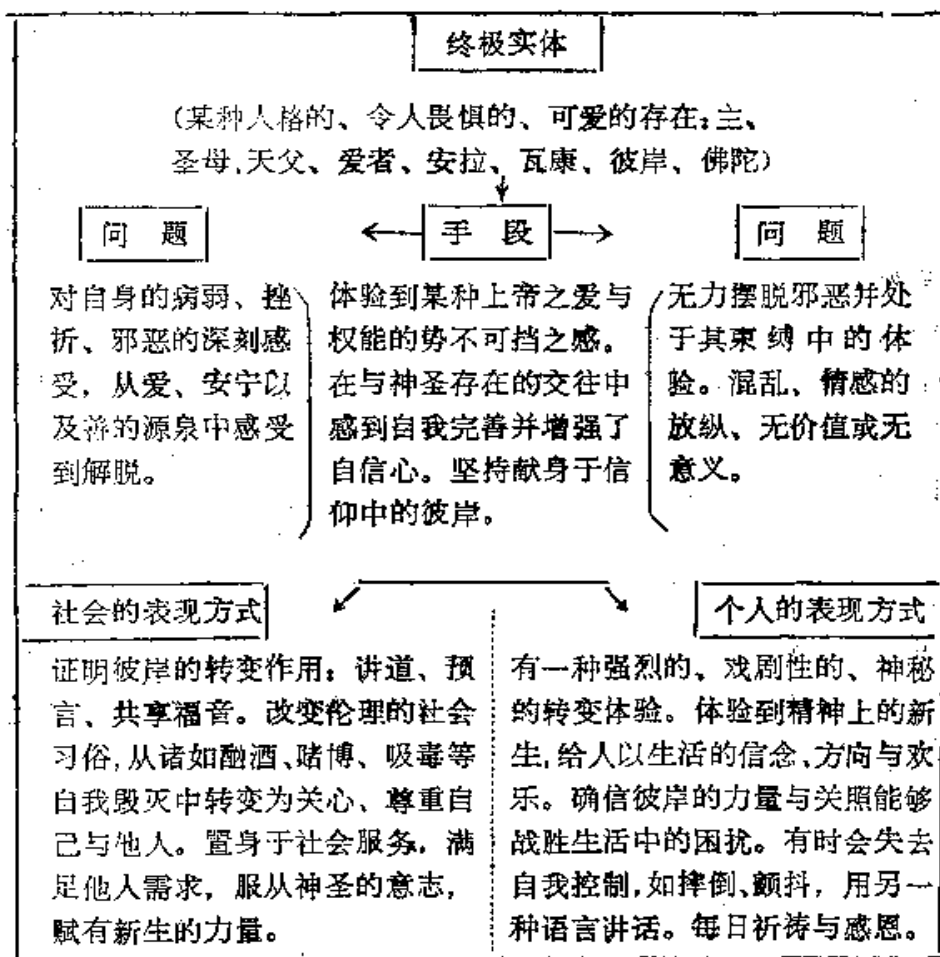 终极实体
（某种人格的、令人畏惧的、可爱的存在：主、
圣母、天父、爱者、安拉、瓦康、彼岸、佛陀）
问 题
手 段
问 题
对自身的病弱、挫
折、邪恶的深刻感
受，从爱、安宁以
及善的源泉中感受
到解脱。
体验到某种上帝之爱与
权能的势不可挡之感。
在与神圣存在的交往中
感到自我完善并增强了
自信心。坚持献身于信
仰中的彼岸。
无力摆脱邪恶并处
于其束缚中的体
验。混乱、情感的
放纵、无价值或无
意义。
社会的表现方式
证明彼岸的转变作用：讲道、预
言、共享福音。改变伦理的社会
习俗，从诸如酗酒、赌博、吸毒等
自我毁灭中转变为关心、尊重自
己与他人。置身于社会服务，满
足他人需求，服从神圣的意志，
赋有新生的力量。
个人的表现方式
有一种强烈的、戏剧性的、神秘
的转变体验。体验到精神上的新
生，给人以生活的信念、方向与欢
乐。确信彼岸的力量与关照能够
战胜生活中的困扰。有时会失去
自我控制，如摔倒、颤抖，用另一
种语言讲话。每日祈祷与感恩。